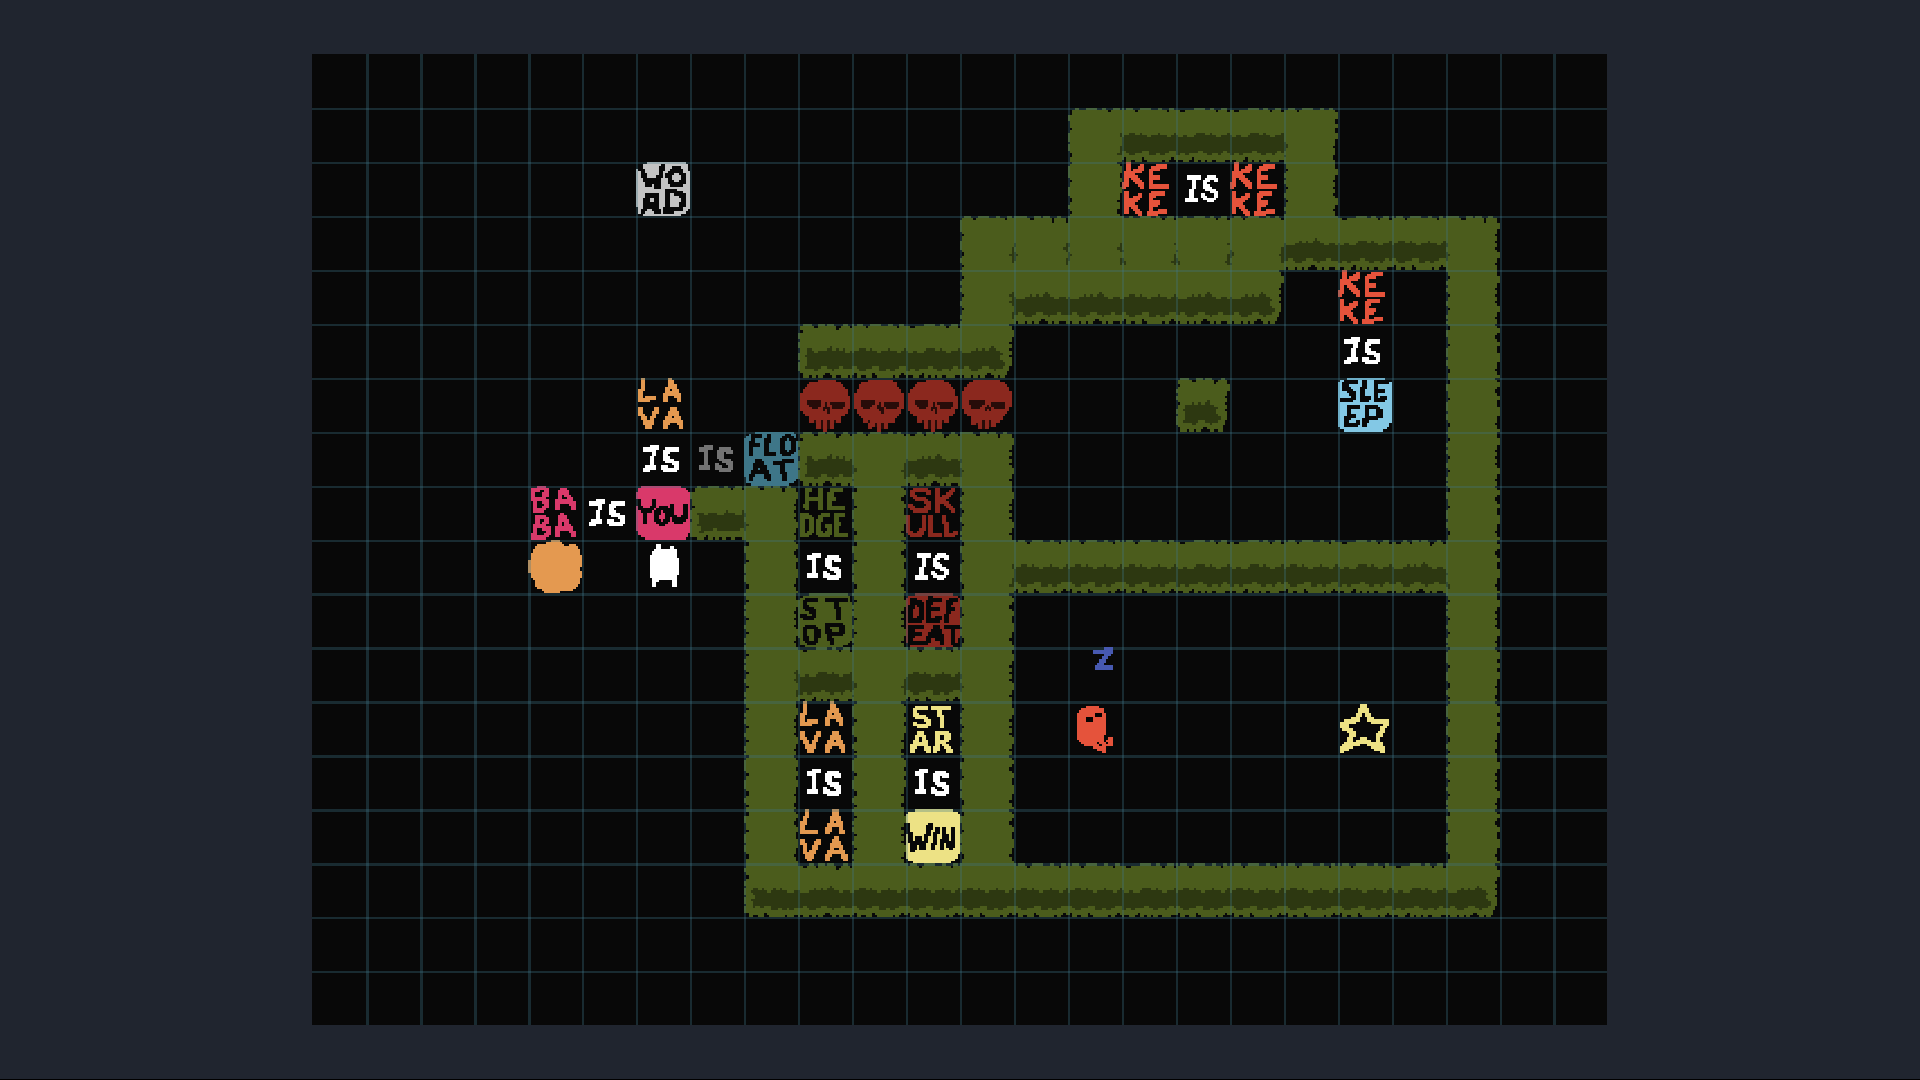 WORD
KEKE IS KEKE
KEKE
IS
LAVA SLEEP
IS IS FLOAT
BABA IS YOU HEDGE SKULL
IS IS
STOP DEFEAT
Z
LAVA STAR
IS IS
LAVA WIN